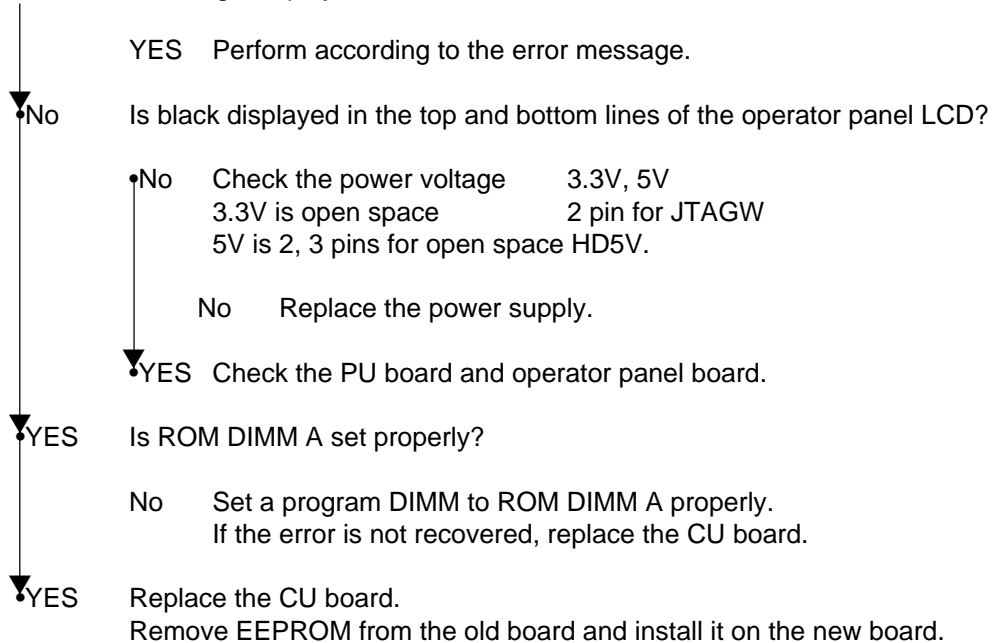 YES Perform according to the error message.
No Is black displayed in the top and bottom lines of the operator panel LCD?
No Check the power voltage 3.3V, 5V
3.3V is open space 2 pin for JTAGW
5V is 2, 3 pins for open space HD5V.
No Replace the power supply.
YES Check the PU board and operator panel board.
YES Is ROM DIMM A set properly?
No Set a program DIMM to ROM DIMM A properly.
If the error is not recovered, replace the CU board.
YES Replace the CU board.
Remove EEPROM from the old board and install it on the new board.